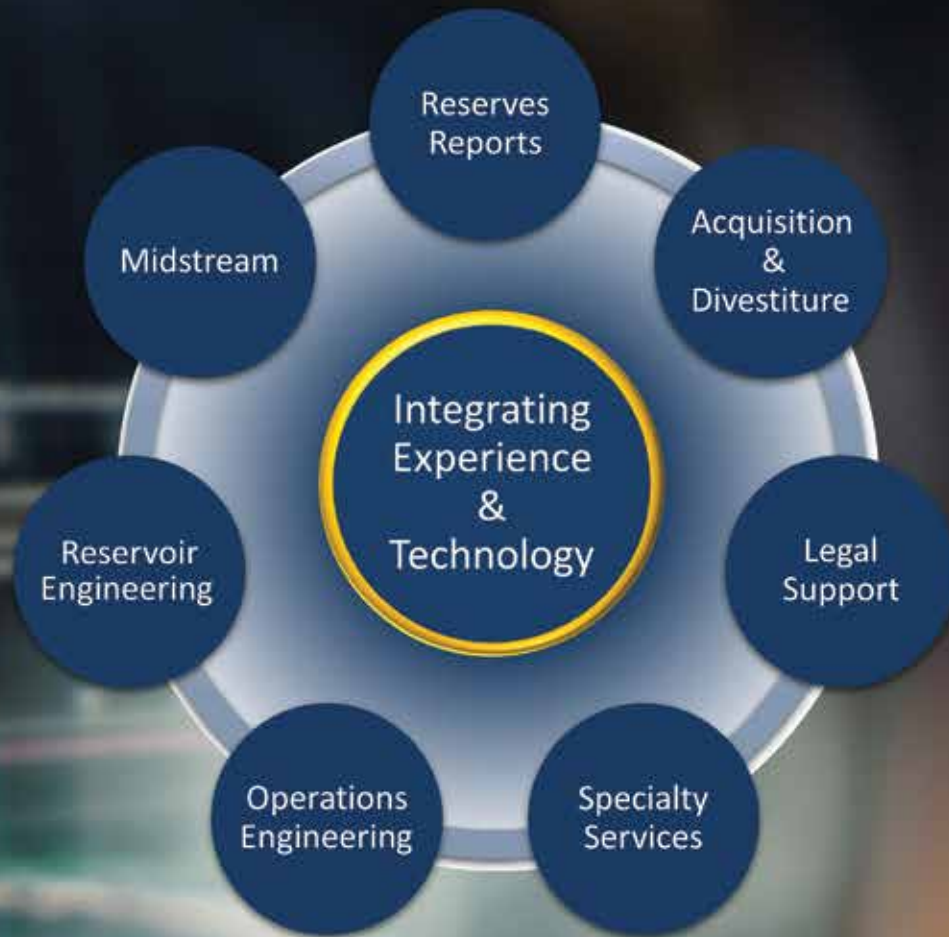 Reserves
Reports
Acquisition
&
Divestiture
Legal
Support
Specialty
Services
Operations
Engineering
Reservoir
Engineering
Midstream
Integrating
Experience
&
Technology